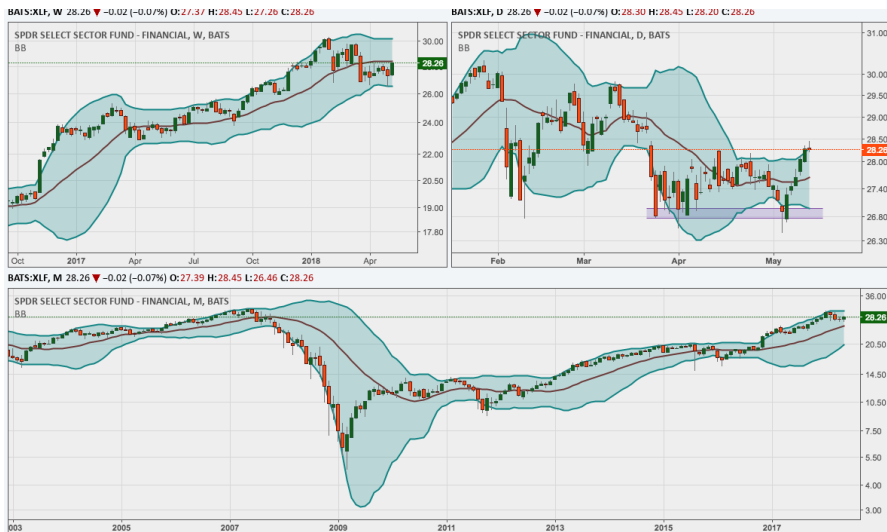 BATS:XLF, W 28.26 ▼ −0.02 (−0.07%) O:27.37 H:28.45 L:27.26 C:28.26
SPDR SELECT SECTOR FUND - FINANCIAL, W, BATS
BB
30.00
28.26
26.00
24.00
22.00
20.50
19.00
17.80
Oct 2017 Apr Jul Oct 2018 Apr
BATS:XLF, D 28.26 ▼ −0.02 (−0.07%) O:28.30 H:28.45 L:28.20 C:28.26
SPDR SELECT SECTOR FUND - FINANCIAL, D, BATS
BB
31.00
30.00
29.50
29.00
28.26
28.00
27.40
26.80
26.30
Feb Mar Apr May
BATS:XLF, M 28.26 ▼ −0.02 (−0.07%) O:27.39 H:28.45 L:26.46 C:28.26
SPDR SELECT SECTOR FUND - FINANCIAL, M, BATS
BB
36.00
28.26
20.50
14.50
10.50
7.50
5.50
4.00
3.00
003 2005 2007 2009 2011 2013 2015 2017